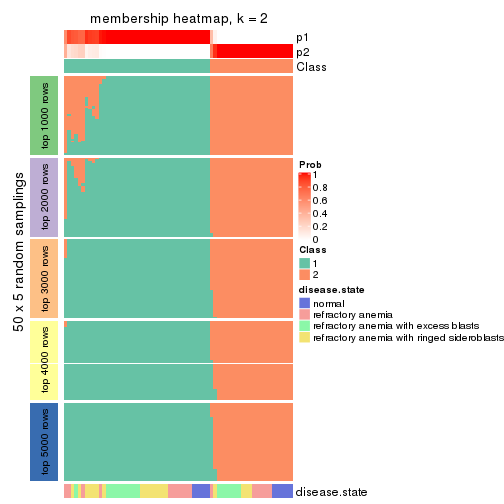 membership heatmap, k = 2
p1
p2
Class
50 x 5 random samplings
top 1000 rows
top 2000 rows
top 3000 rows
top 4000 rows
top 5000 rows
Prob
1
0.8
0.6
0.4
0.2
0
Class
1
2
disease.state
normal
refractory anemia
refractory anemia with excess blasts
refractory anemia with ringed sideroblasts
disease.state